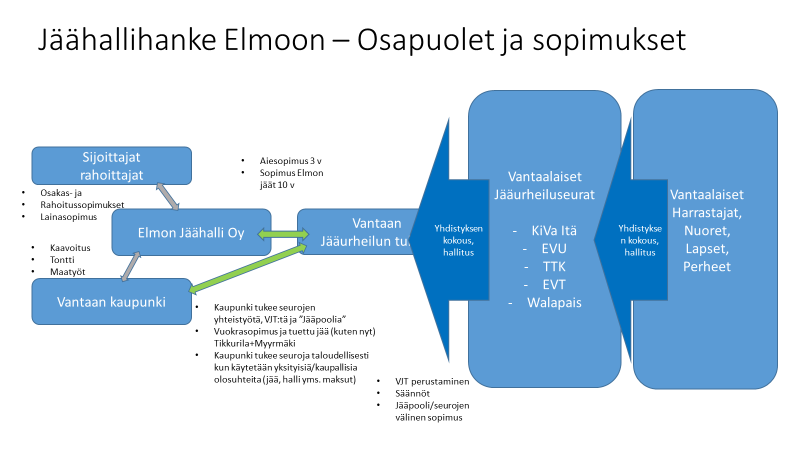 Jäähallihanke Elmoon – Osapuolet ja sopimukset
Sijoittajat
rahoittajat
• Osakas- ja
• Rahoitussopimukset
• Lainasopimus
• Aiesopimus 3 v
• Sopimus Elmon
jäät 10 v
Elmon Jäähalli Oy
Vantaan
Jääurheilun tu
• Kaavoitus
• Tontti
• Maatyöt
Vantaan kaupunki
• Kaupunki tukee seurojen
yhteistyötä, VJT:tä ja ”Jääpoolia”
• Vuokrasopimus ja tuettu jää (kuten nyt)
Tikkurila+Myyrmäki
• Kaupunki tukee seuroja taloudellisesti
kun käytetään yksityisiä/kaupallisia
olosuhteita (jää, halli yms. maksut)
• VJT perustaminen
• Säännöt
• Jääpooli/seurojen
välinen sopimus
Yhdistyksen
kokous,
hallitus
Vantaalaiset
Jääurheiluseurat
- KiVa Itä
- EVU
- TTK
- EVT
- Walapais
Yhdistykse
n kokous,
hallitus
Vantaalaiset
Harrastajat,
Nuoret,
Lapset,
Perheet